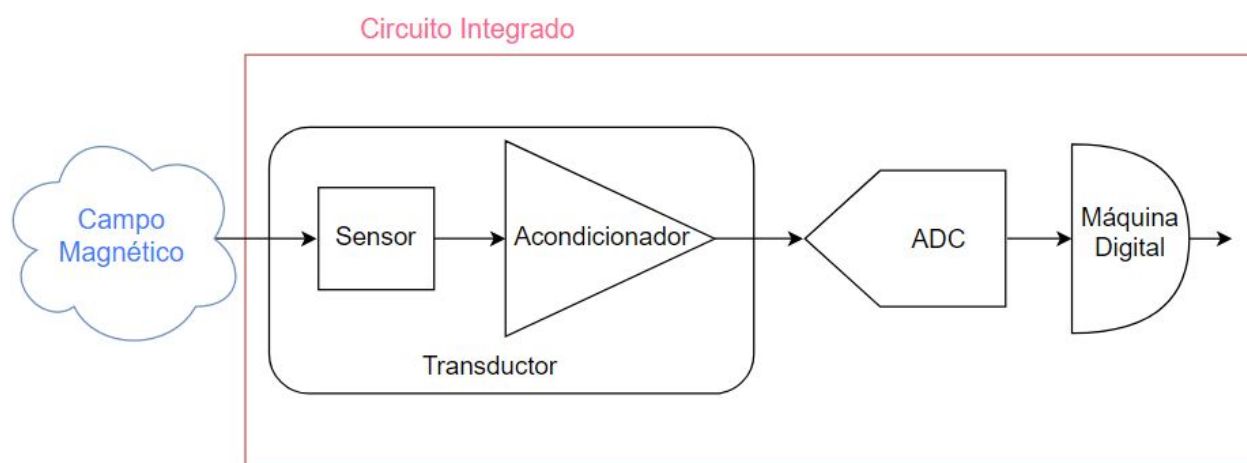 Circuito Integrado
Campo
Magnético
Sensor
Acondicionador
Transductor
ADC
Máquina
Digital